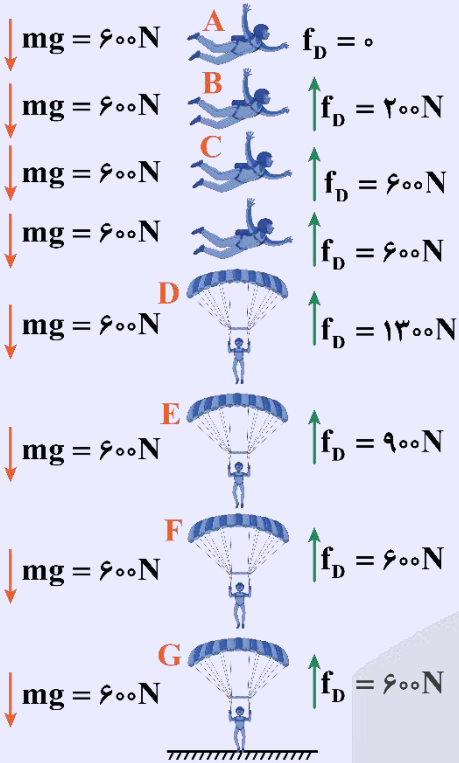 mg = ۶۰۰N A f_D = ۰
mg = ۶۰۰N B f_D = ۲۰۰N
mg = ۶۰۰N C f_D = ۶۰۰N
mg = ۶۰۰N f_D = ۶۰۰N
D
mg = ۶۰۰N f_D = ۱۳۰۰N
E
mg = ۶۰۰N f_D = ۹۰۰N
F
mg = ۶۰۰N f_D = ۶۰۰N
G
mg = ۶۰۰N f_D = ۶۰۰N